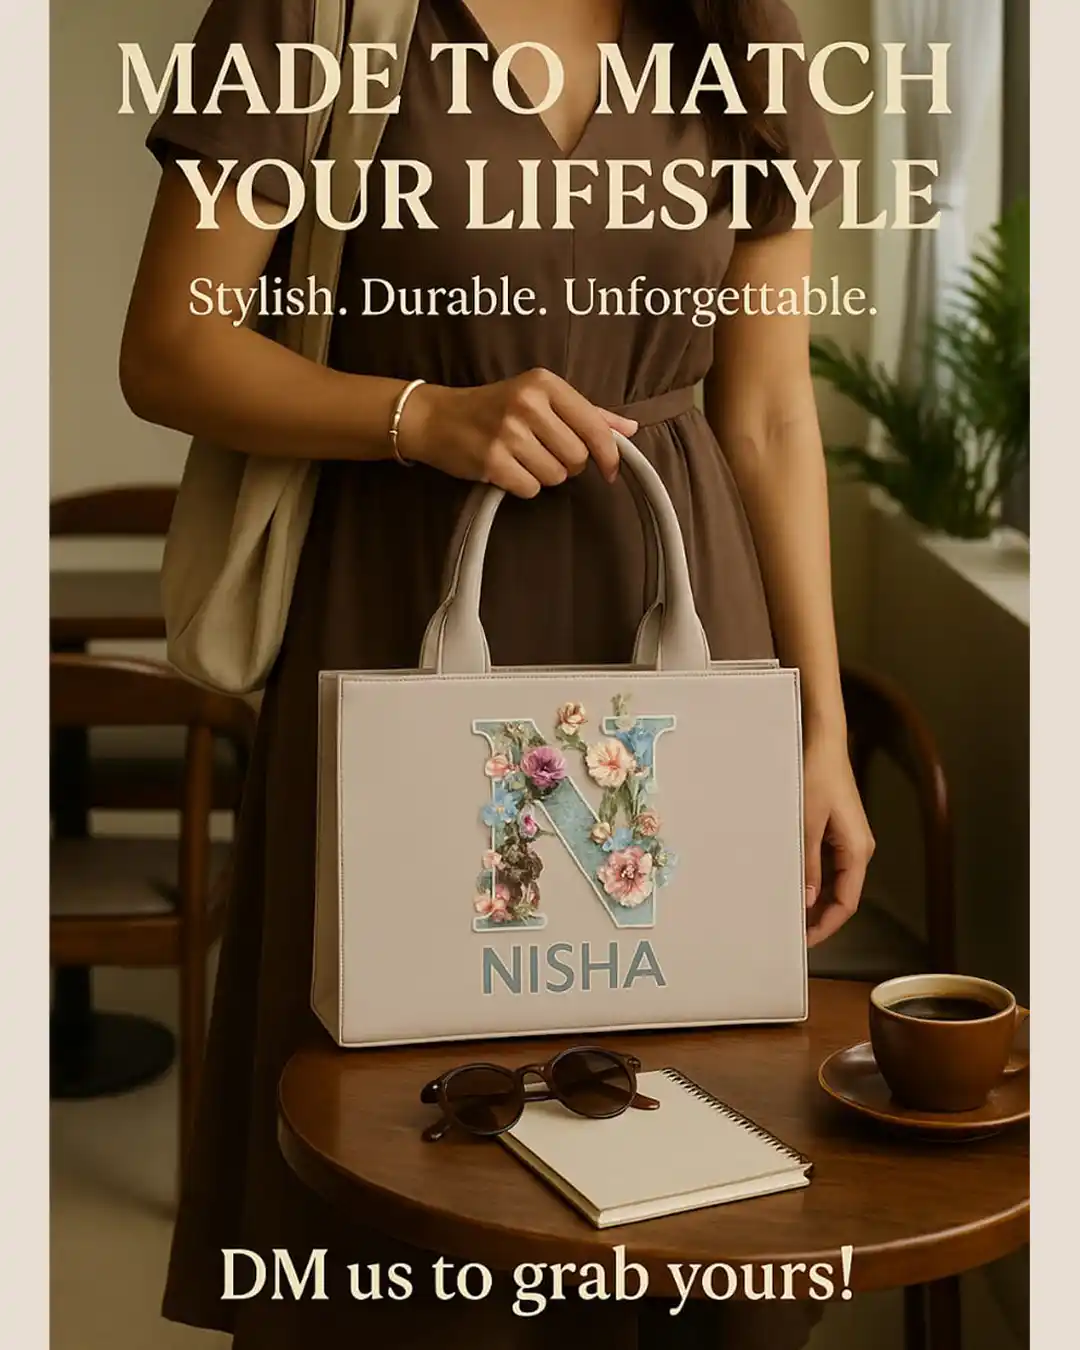 MADE TO MATCH
YOUR LIFESTYLE
Stylish. Durable. Unforgettable.
N
NISHA
DM us to grab yours!